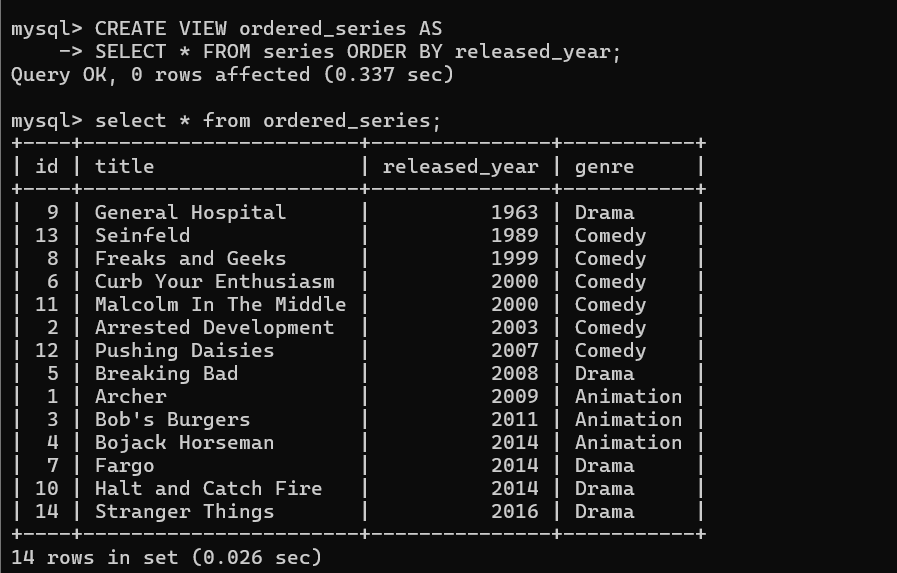 mysql> CREATE VIEW ordered_series AS
    -> SELECT * FROM series ORDER BY released_year;
Query OK, 0 rows affected (0.337 sec)

mysql> select * from ordered_series;
+----+-----------------------+---------------+-----------+
| id | title                 | released_year | genre     |
+----+-----------------------+---------------+-----------+
|  9 | General Hospital      |          1963 | Drama     |
| 13 | Seinfeld              |          1989 | Comedy    |
|  8 | Freaks and Geeks      |          1999 | Comedy    |
|  6 | Curb Your Enthusiasm  |          2000 | Comedy    |
| 11 | Malcolm In The Middle |          2000 | Comedy    |
|  2 | Arrested Development  |          2003 | Comedy    |
| 12 | Pushing Daisies       |          2007 | Comedy    |
|  5 | Breaking Bad          |          2008 | Drama     |
|  1 | Archer                |          2009 | Animation |
|  3 | Bob's Burgers         |          2011 | Animation |
|  4 | Bojack Horseman       |          2014 | Animation |
|  7 | Fargo                 |          2014 | Drama     |
| 10 | Halt and Catch Fire   |          2014 | Drama     |
| 14 | Stranger Things       |          2016 | Drama     |
+----+-----------------------+---------------+-----------+
14 rows in set (0.026 sec)